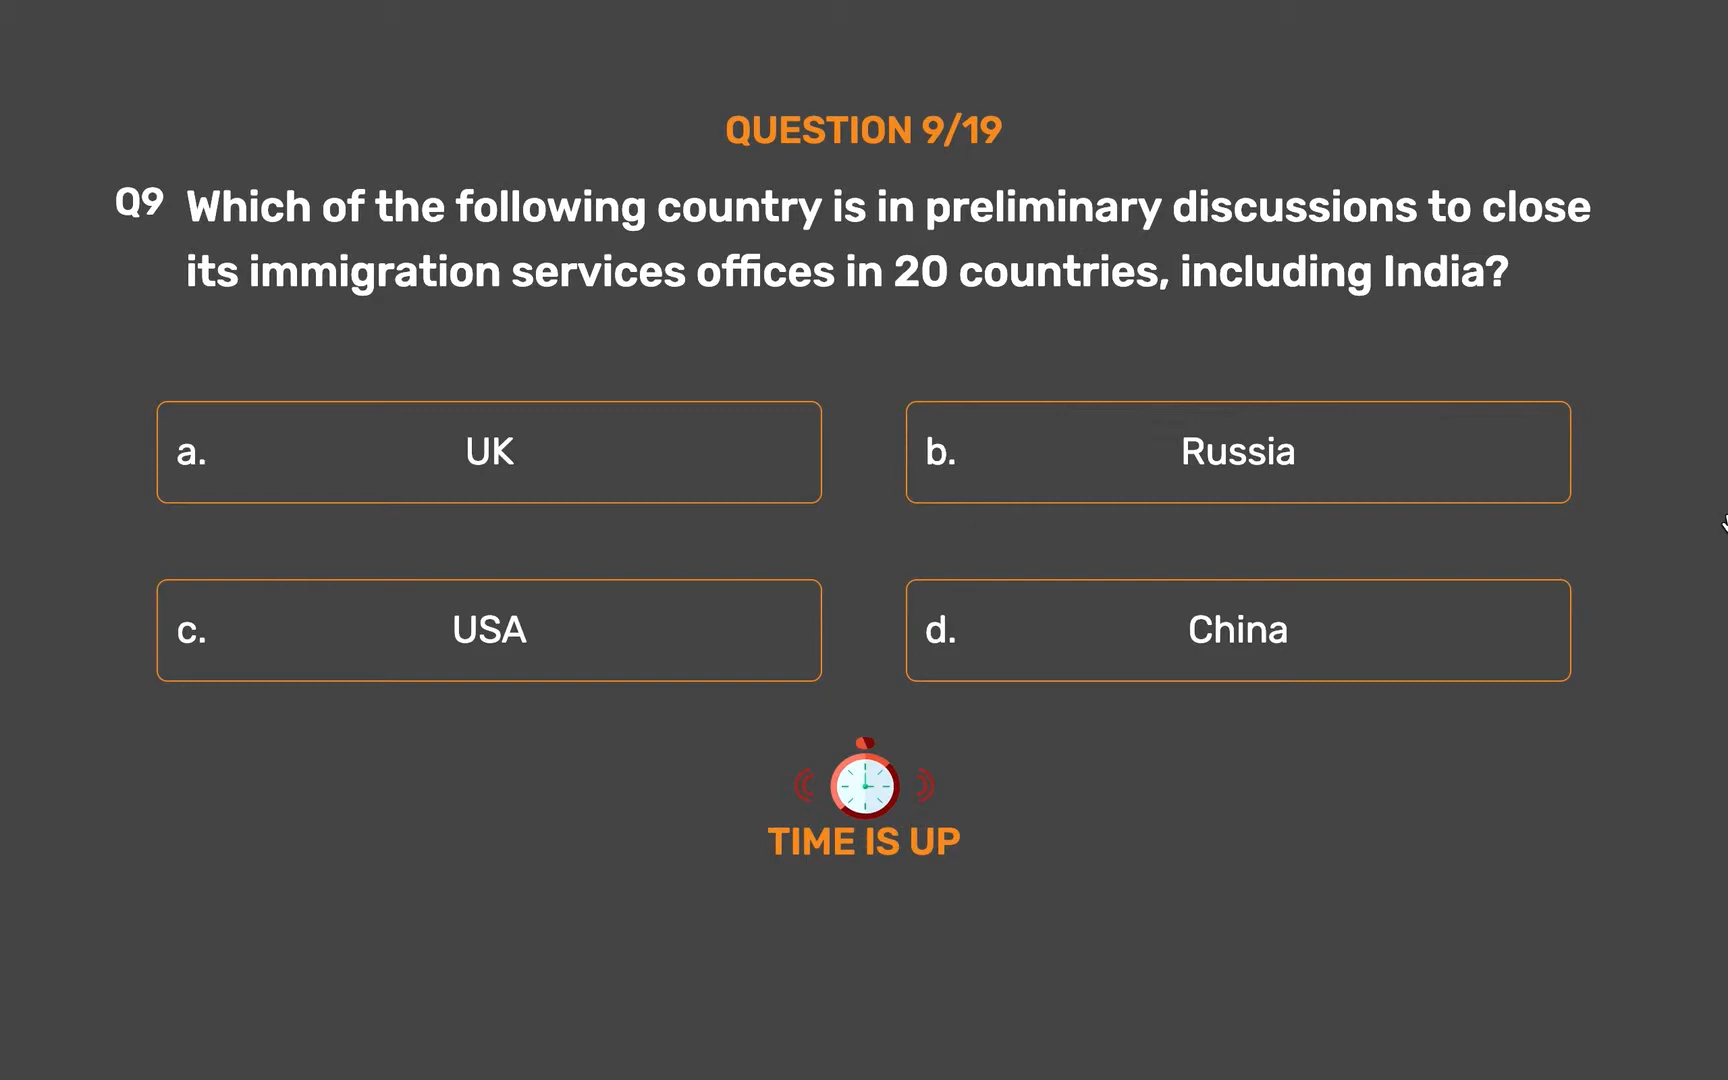 QUESTION 9/19
Q9 Which of the following country is in preliminary discussions to close
its immigration services offices in 20 countries, including India?
a. UK
b. Russia
c. USA
d. China
TIME IS UP